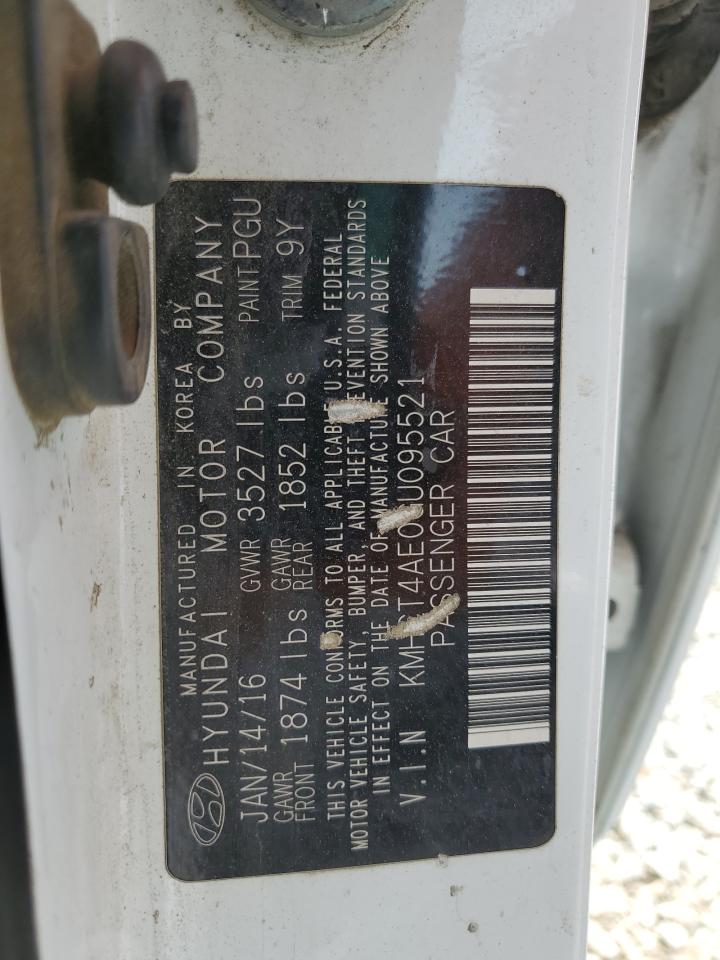 MANUFACTURED IN KOREA BY
HYUNDAI MOTOR COMPANY
JAN/14/16 GVWR 3527 lbs PAINT PGU
GAWR FRONT 1874 lbs GAWR REAR 1852 lbs TRIM 9Y
THIS VEHICLE CONFORMS TO ALL APPLICABLE U.S.A. FEDERAL
MOTOR VEHICLE SAFETY, BUMPER, AND THEFT PREVENTION STANDARDS
IN EFFECT ON THE DATE OF MANUFACTURE SHOWN ABOVE
V.I.N
PASSENGER CAR